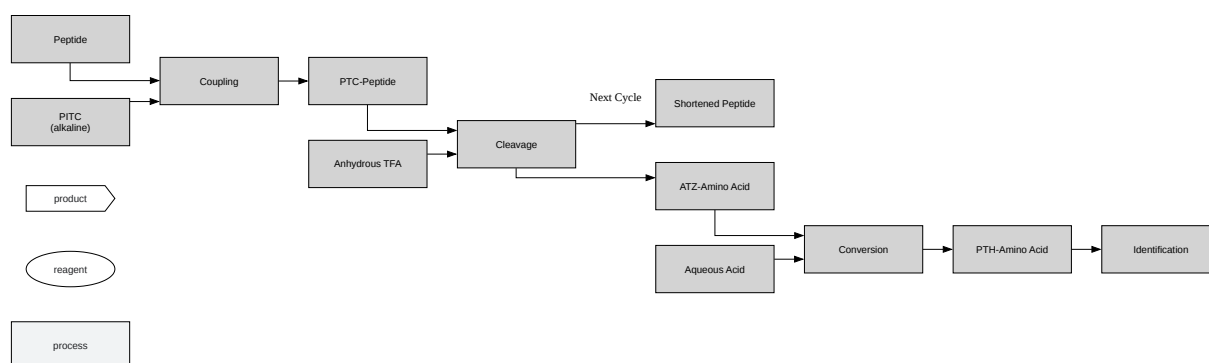 Peptide
PITC
(alkaline)
Coupling
PTC-Peptide
Anhydrous TFA
Cleavage
Next Cycle
Shortened Peptide
ATZ-Amino Acid
Aqueous Acid
Conversion
PTH-Amino Acid
Identification
product
reagent
process